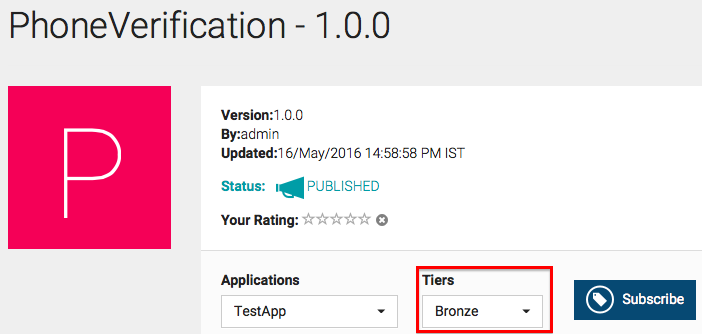 PhoneVerification - 1.0.0
P
Version:1.0.0
By:admin
Updated:16/May/2016 14:58:58 PM IST
Status: PUBLISHED
Your Rating:
Applications Tiers
TestApp Bronze Subscribe